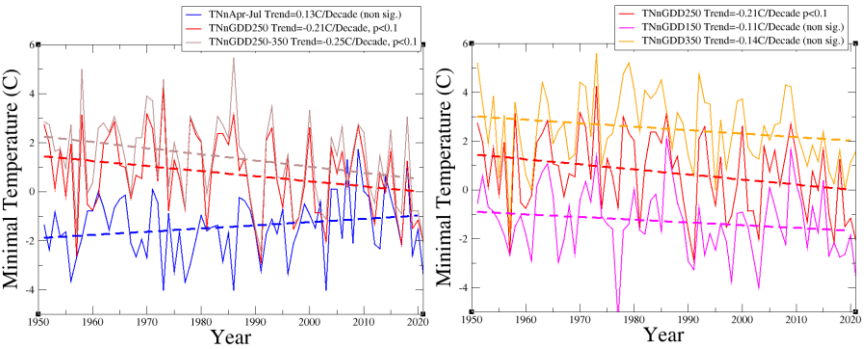 TNnApr-Jul Trend=0.13C/Decade (non sig.)
TNnGDD250 Trend=-0.21C/Decade, p<0.1
TNnGDD250-350 Trend=-0.25C/Decade, p<0.1
Minimal Temperature (C)
6
4
2
0
-2
-4
1950 1960 1970 1980 1990 2000 2010 2020
Year
TNnGDD250 Trend=-0.21C/Decade p<0.1
TNnGDD150 Trend=-0.11C/Decade (non sig.)
TNnGDD350 Trend=-0.14C/Decade (non sig.)
Minimal Temperature (C)
6
4
2
0
-2
-4
1950 1960 1970 1980 1990 2000 2010 2020
Year